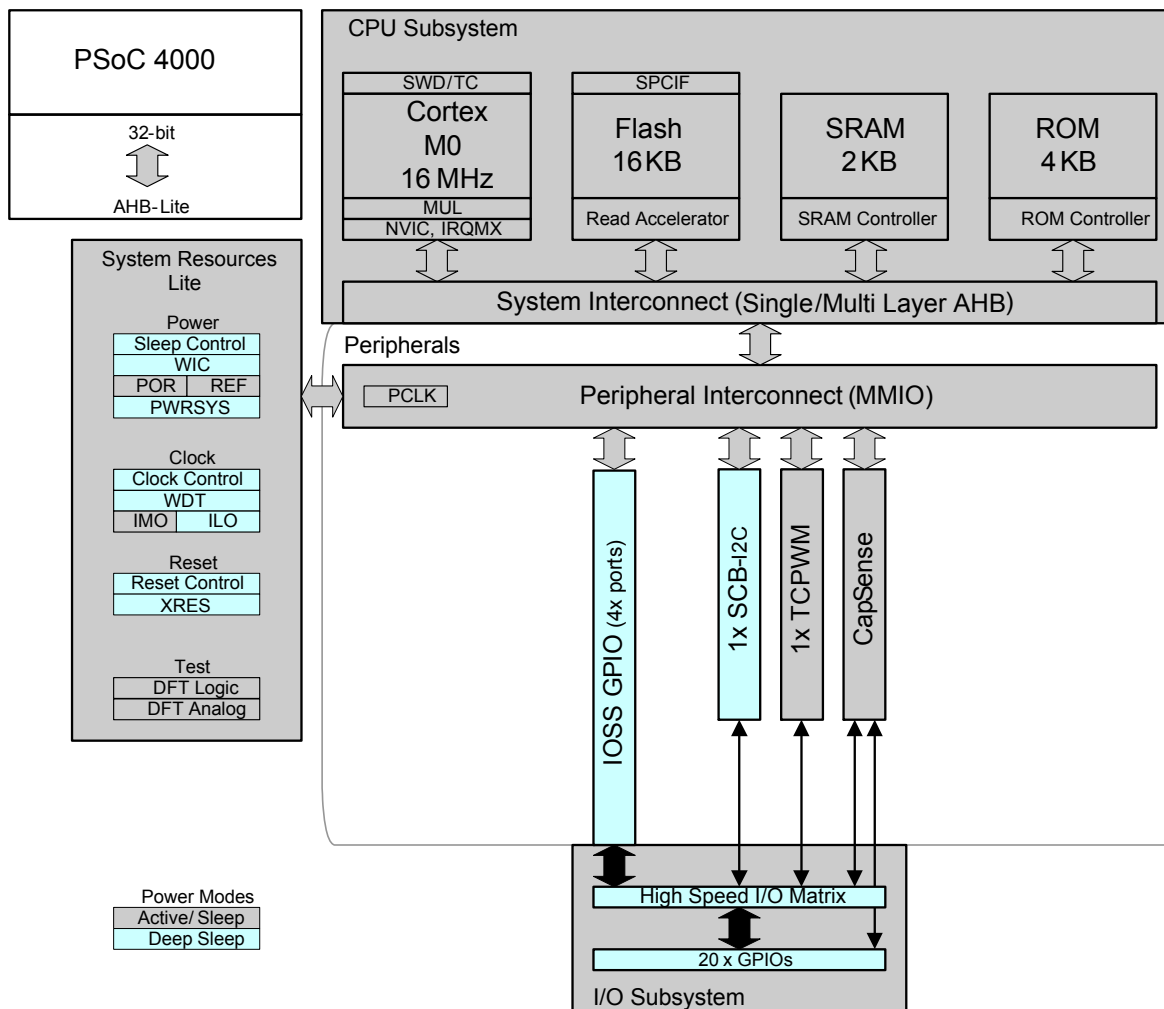 PSoC 4000
32-bit
AHB-Lite
CPU Subsystem
SWD/TC
Cortex
M0
16 MHz
MUL
NVIC, IRQMX
SPCIF
Flash
16 KB
Read Accelerator
SRAM
2 KB
SRAM Controller
ROM
4 KB
ROM Controller
System Interconnect (Single/Multi Layer AHB)
Peripherals
PCLK
Peripheral Interconnect (MMIO)
System Resources
Lite
Power
Sleep Control
WIC
POR REF
PWRSYS
Clock
Clock Control
WDT
IMO ILO
Reset
Reset Control
XRES
Test
DFT Logic
DFT Analog
IOSS GPIO (4x ports)
1x SCB-I2C
1x TCPWM
CapSense
Power Modes
Active/ Sleep
Deep Sleep
High Speed I/O Matrix
20 x GPIOs
I/O Subsystem